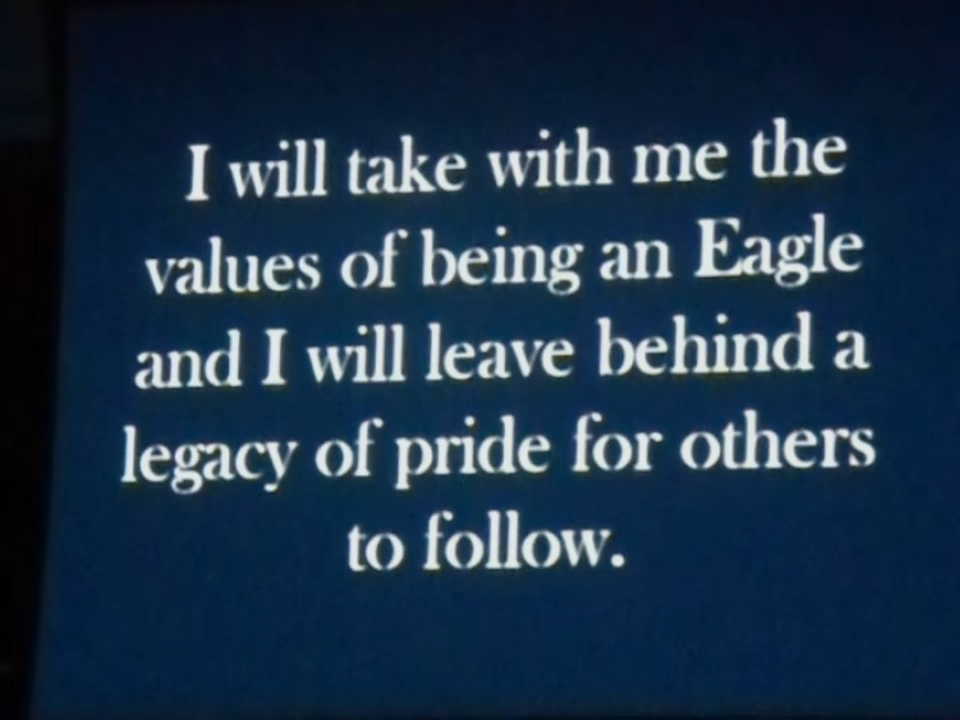 I will take with me the
values of being an Eagle
and I will leave behind a
legacy of pride for others
to follow.